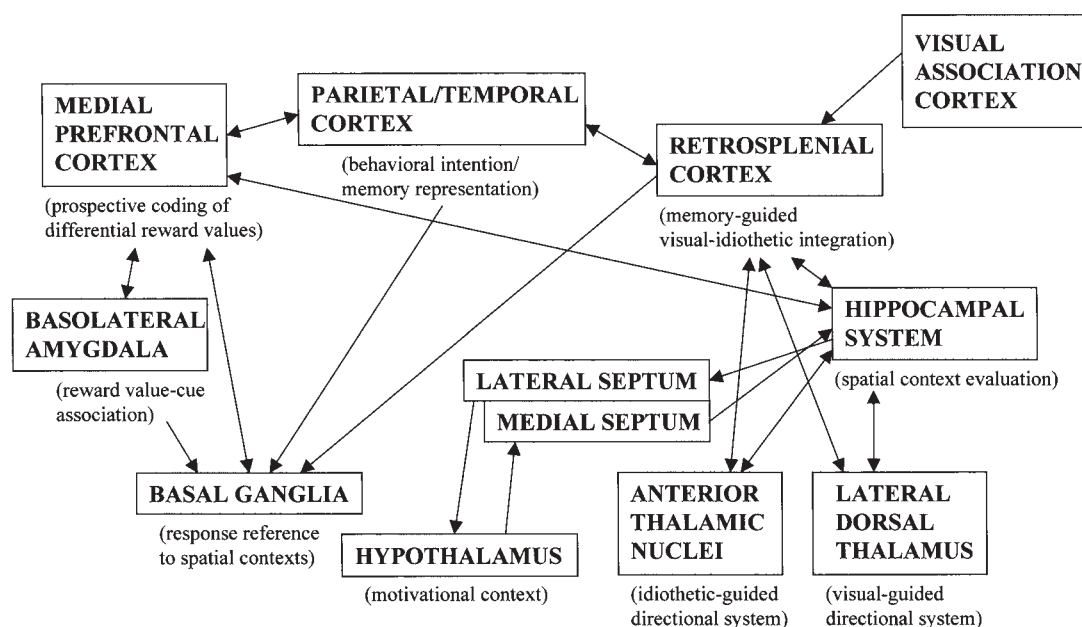 VISUAL
ASSOCIATION
CORTEX
MEDIAL
PREFRONTAL
CORTEX
(prospective coding of
differential reward values)
PARIETAL/TEMPORAL
CORTEX
(behavioral intention/
memory representation)
RETROSPLENIAL
CORTEX
(memory-guided
visual-idiothetic integration)
BASOLATERAL
AMYGDALA
(reward value-cue
association)
HIPPOCAMPAL
SYSTEM
(spatial context evaluation)
LATERAL SEPTUM
MEDIAL SEPTUM
BASAL GANGLIA
(response reference
to spatial contexts)
HYPOTHALAMUS
(motivational context)
ANTERIOR
THALAMIC
NUCLEI
(idiothetic-guided
directional system)
LATERAL
DORSAL
THALAMUS
(visual-guided
directional system)